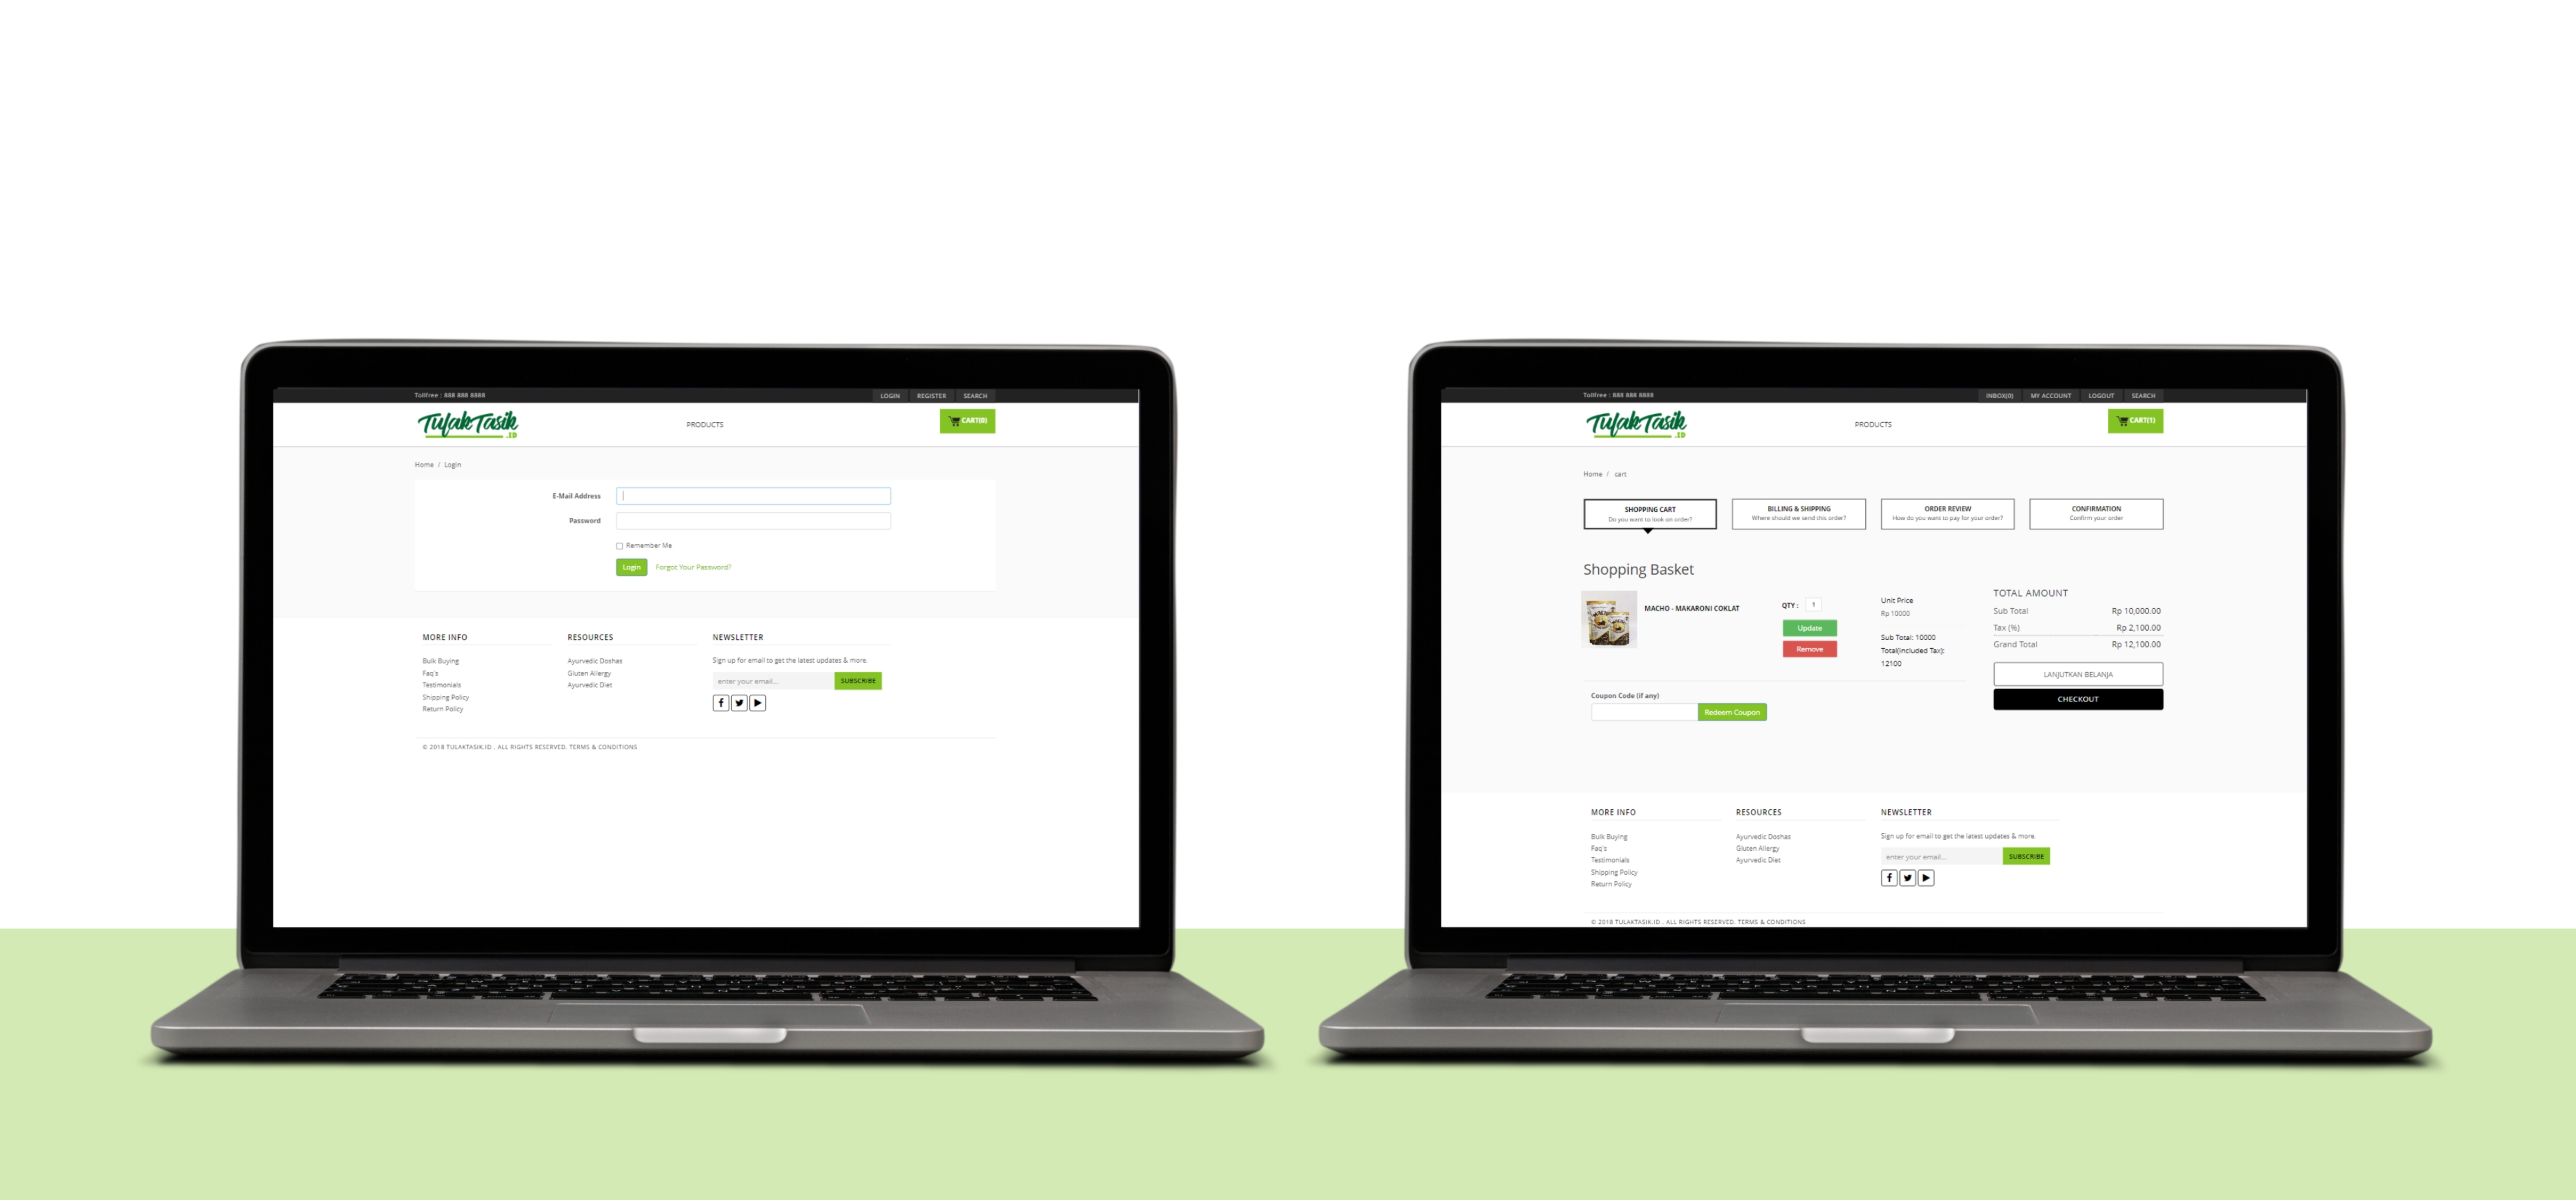 Tollfree : 888 888 8888
LOGIN
REGISTER
SEARCH
TulakTasik
.ID
PRODUCTS
CART(0)
Home / Login
E-Mail Address
Password
Remember Me
Login
Forgot Your Password?
MORE INFO
Bulk Buying
Faq's
Testimonials
Shipping Policy
Return Policy
RESOURCES
Ayurvedic Doshas
Gluten Allergy
Ayurvedic Diet
NEWSLETTER
Sign up for email to get the latest updates & more.
enter your email...
SUBSCRIBE
© 2018 TULAKTASIK.ID . ALL RIGHTS RESERVED. TERMS & CONDITIONS
Tollfree : 888 888 8888
INBOX(0)
MY ACCOUNT
LOGOUT
SEARCH
TulakTasik
.ID
PRODUCTS
CART(1)
Home / cart
SHOPPING CART
Do you want to look on order?
BILLING & SHIPPING
Where should we send this order?
ORDER REVIEW
How do you want to pay for your order?
CONFIRMATION
Confirm your order
Shopping Basket
MACHO - MAKARONI COKLAT
QTY : 1
Update
Remove
Unit Price
Rp 10000
Sub Total: 10000
Total(included Tax):
12100
TOTAL AMOUNT
Sub Total Rp 10,000.00
Tax (%) Rp 2,100.00
Grand Total Rp 12,100.00
LANJUTKAN BELANJA
CHECKOUT
Coupon Code (if any)
Redeem Coupon
MORE INFO
Bulk Buying
Faq's
Testimonials
Shipping Policy
Return Policy
RESOURCES
Ayurvedic Doshas
Gluten Allergy
Ayurvedic Diet
NEWSLETTER
Sign up for email to get the latest updates & more.
enter your email...
SUBSCRIBE
© 2018 TULAKTASIK.ID . ALL RIGHTS RESERVED. TERMS & CONDITIONS